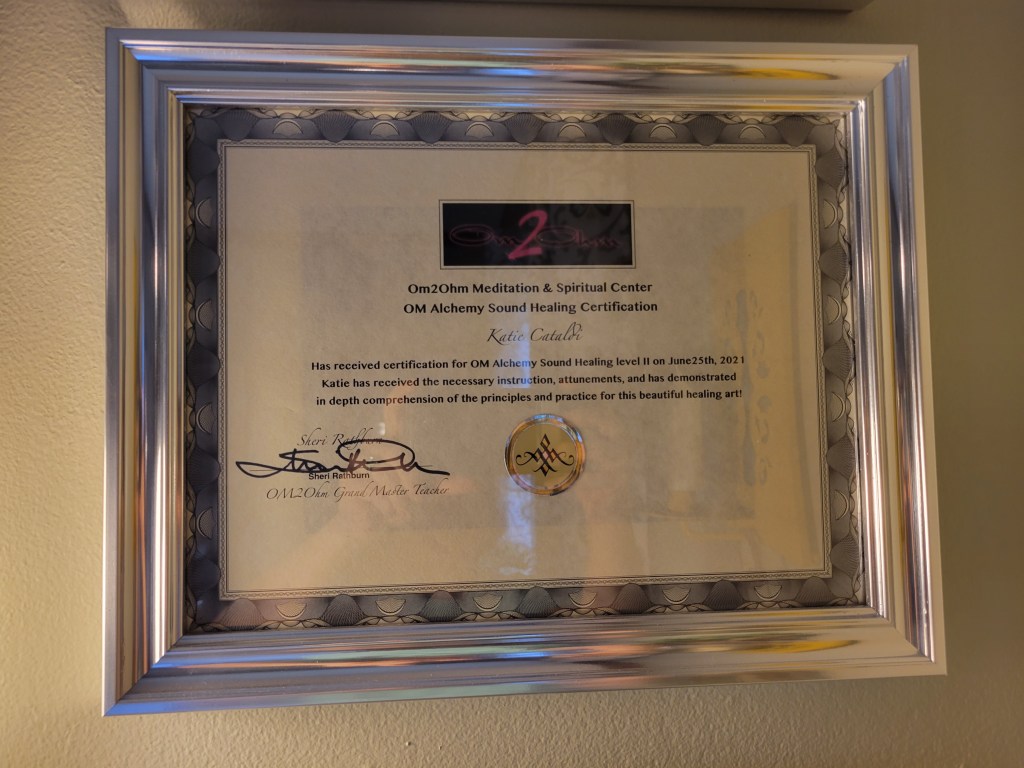 Om2Ohm
Om2Ohm Meditation & Spiritual Center
OM Alchemy Sound Healing Certification
Katie Cataldi
Has received certification for OM Alchemy Sound Healing level II on June25th, 2021
Katie has received the necessary instruction, attunements, and has demonstrated
in depth comprehension of the principles and practice for this beautiful healing art!
Sheri Rathburn
Sheri Rathburn
OM2Ohm Grand Master Teacher